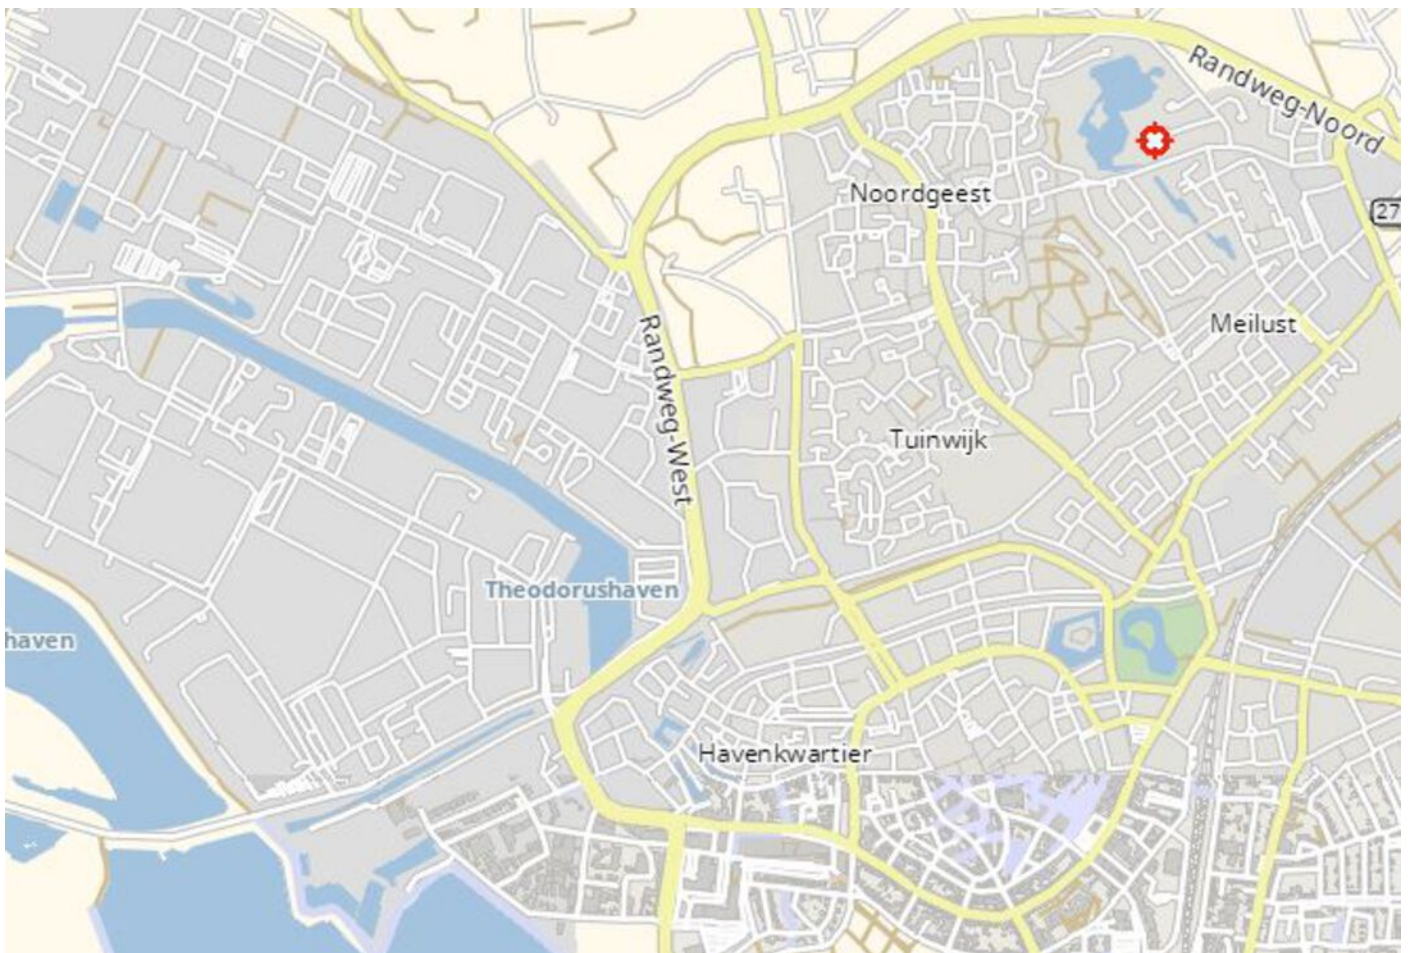 Randweg-Noord
Noordgeest
27
Meilust
Randweg-West
Tuinwijk
Theodorushaven
haven
Havenkwartier